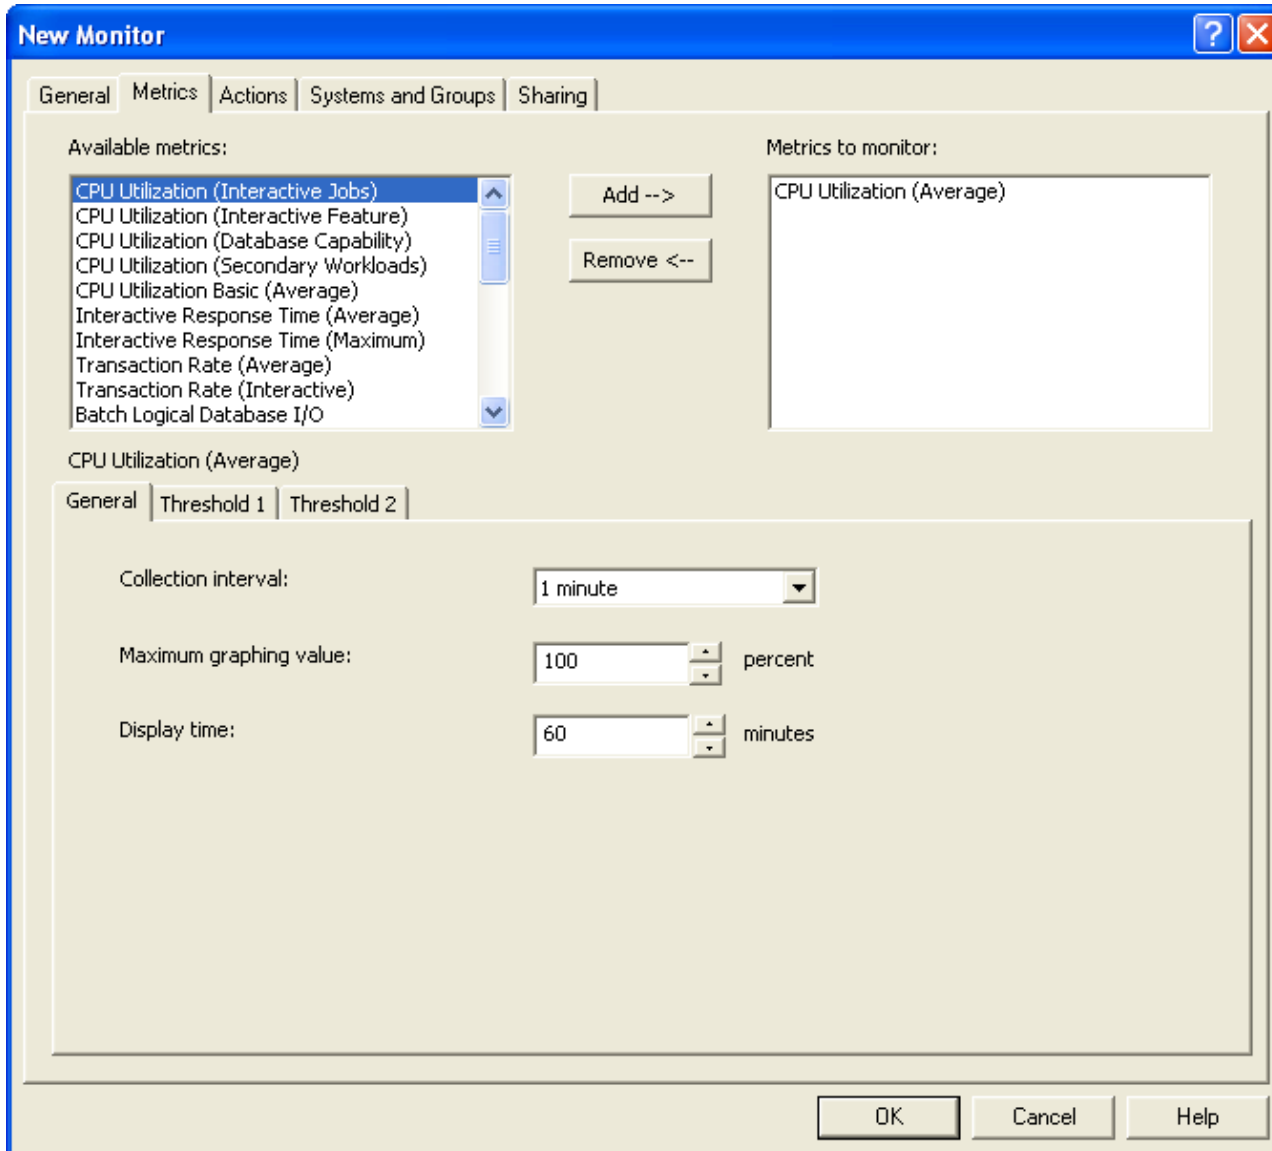 New Monitor
General Metrics Actions Systems and Groups Sharing
Available metrics:
Metrics to monitor:
CPU Utilization (Interactive Jobs)
CPU Utilization (Interactive Feature)
CPU Utilization (Database Capability)
CPU Utilization (Secondary Workloads)
CPU Utilization Basic (Average)
Interactive Response Time (Average)
Interactive Response Time (Maximum)
Transaction Rate (Average)
Transaction Rate (Interactive)
Batch Logical Database I/O
Add -->
Remove <--
CPU Utilization (Average)
CPU Utilization (Average)
General Threshold 1 Threshold 2
Collection interval: 1 minute
Maximum graphing value: 100 percent
Display time: 60 minutes
OK Cancel Help